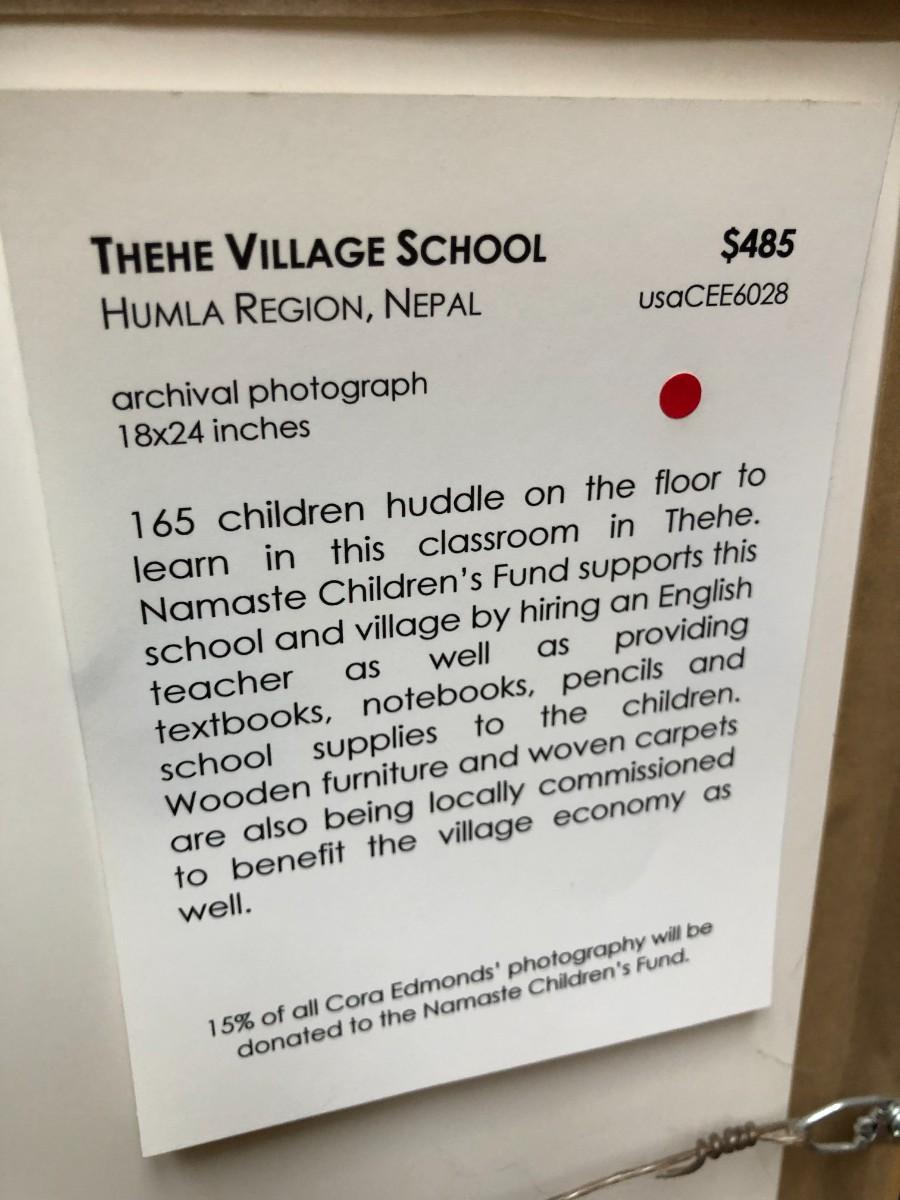 THEHE VILLAGE SCHOOL $485
HUMLA REGION, NEPAL usaCEE6028
archival photograph
18x24 inches
165 children huddle on the floor to
learn in this classroom in Thehe.
Namaste Children's Fund supports this
school and village by hiring an English
teacher as well as providing
textbooks, notebooks, pencils and
school supplies to the children.
Wooden furniture and woven carpets
are also being locally commissioned
to benefit the village economy as
well.
15% of all Cora Edmonds' photography will be
donated to the Namaste Children's Fund.